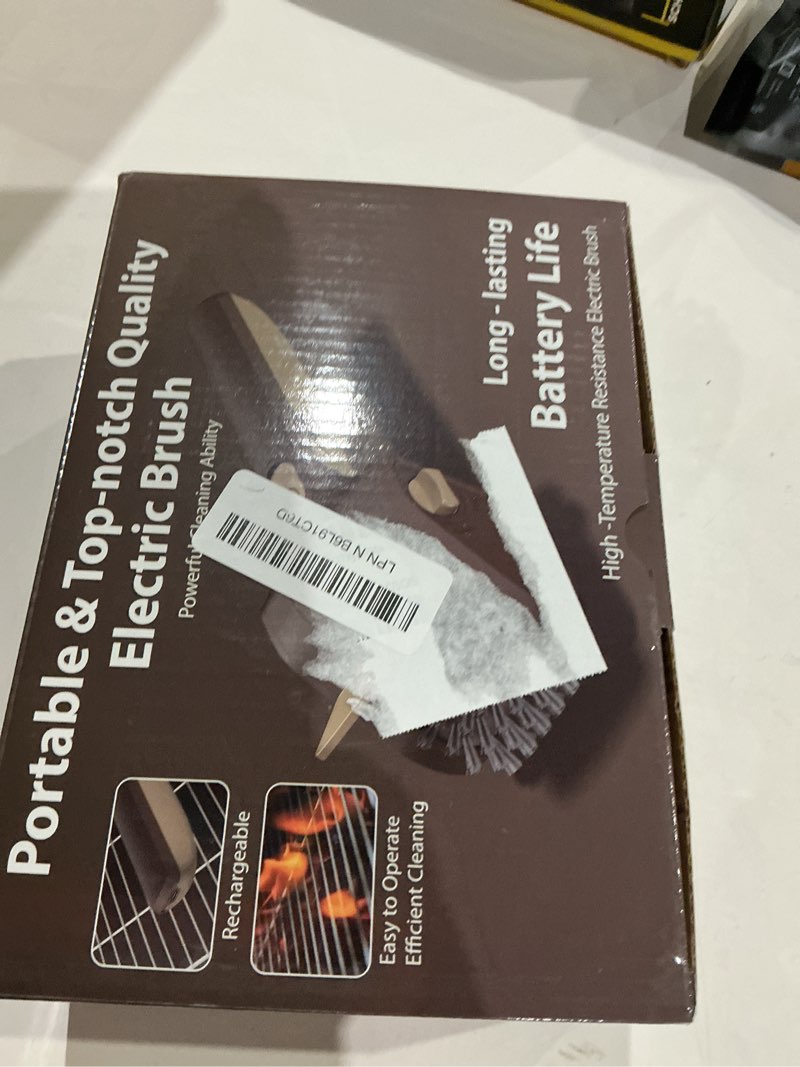 Portable & Top-notch Quality
Electric Brush
Powerful Cleaning Ability
LPN N B6L91CT6D
Long - lasting
Battery Life
High -Temperature Resistance Electric Brush
Rechargeable
Easy to Operate
Efficient Cleaning